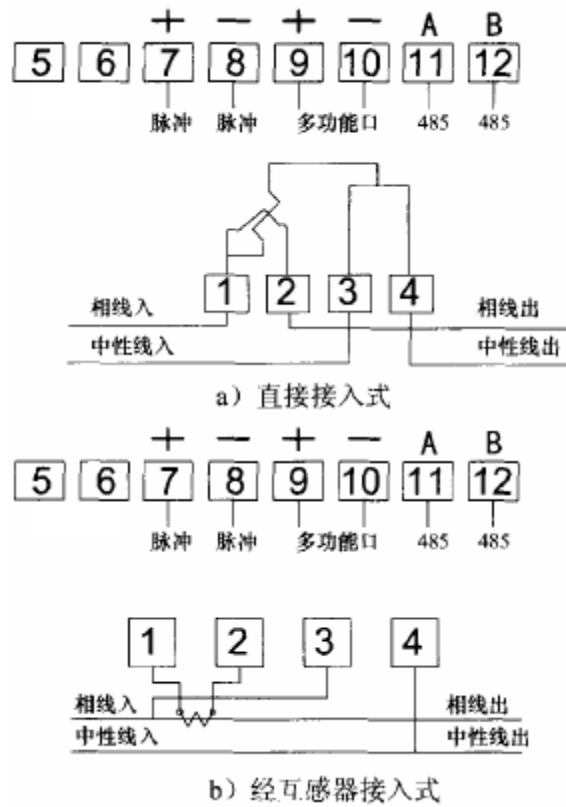 + − + − A B
5 6 7 8 9 10 11 12
脉冲 脉冲 多功能口 485 485
1 2 3 4
相线入 相线出
中性线入 中性线出
a）直接接入式
+ − + − A B
5 6 7 8 9 10 11 12
脉冲 脉冲 多功能口 485 485
1 2 3 4
相线入 相线出
中性线入 中性线出
b）经互感器接入式